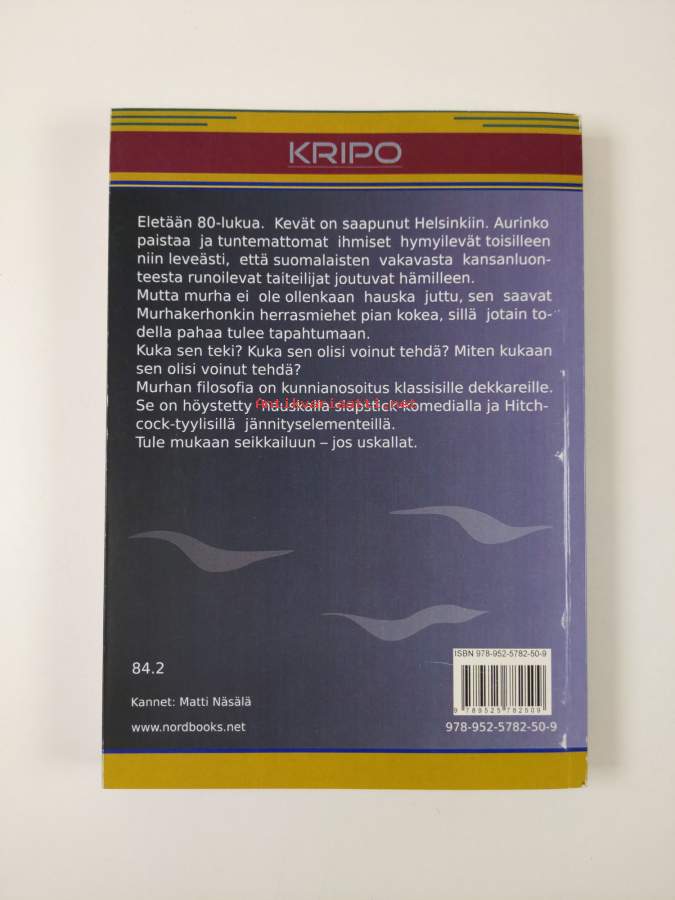 KRIPO
Eletään 80-lukua. Kevät on saapunut Helsinkiin. Aurinko
paistaa ja tuntemattomat ihmiset hymyilevät toisilleen
niin leveästi, että suomalaisten vakavasta kansanluon-
teesta runoilevat taiteilijat joutuvat hämilleen.
Mutta murha ei ole ollenkaan hauska juttu, sen saavat
Murhakerhonkin herrasmiehet pian kokea, sillä jotain to-
della pahaa tulee tapahtumaan.
Kuka sen teki? Kuka sen olisi voinut tehdä? Miten kukaan
sen olisi voinut tehdä?
Murhan filosofia on kunnianosoitus klassisille dekkareille.
Antikvariaatti.net
Se on höystetty hauskalla slapstick-komedialla ja Hitch-
cock-tyylisillä jännityselementeillä.
Tule mukaan seikkailuun – jos uskallat.
84.2
Kannet: Matti Näsälä
www.nordbooks.net
ISBN 978-952-5782-50-9
9 789525 782509
978-952-5782-50-9